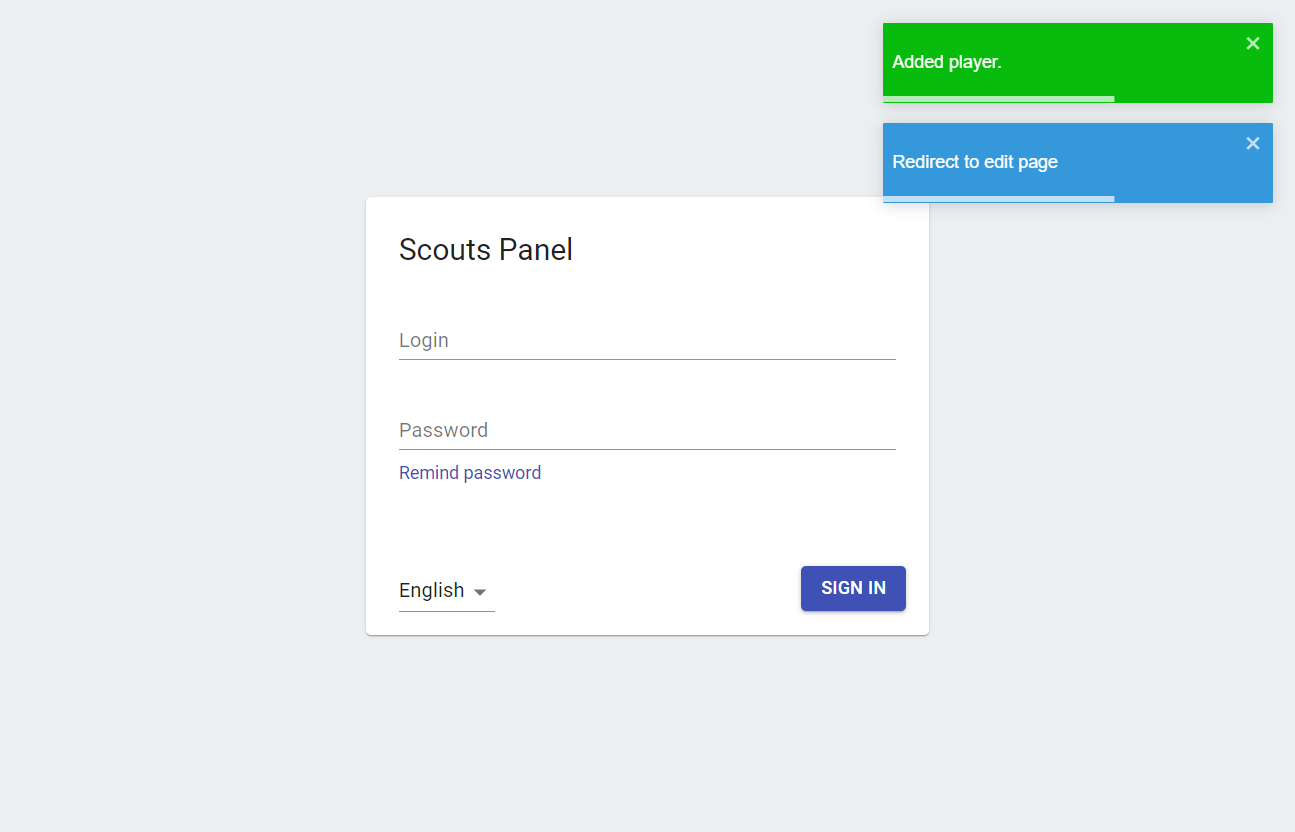 Added player.
Redirect to edit page
Scouts Panel
Login
Password
Remind password
English
SIGN IN